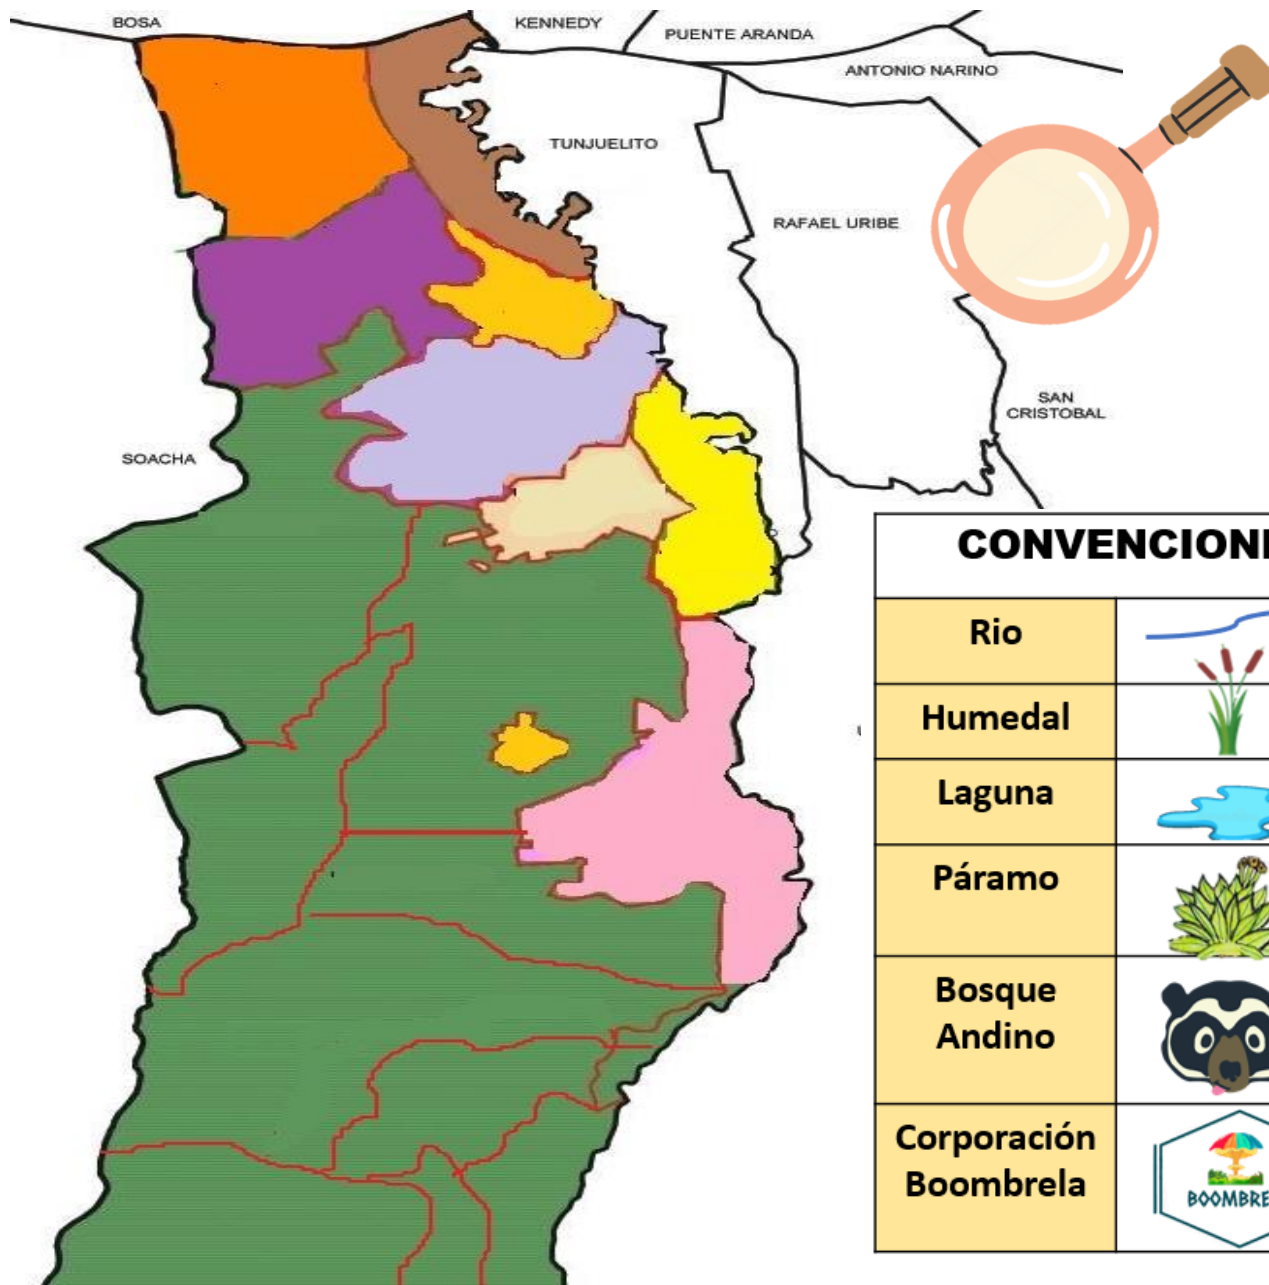 BOSA
KENNEDY
PUENTE ARANDA
ANTONIO NARINO
TUNJUELITO
RAFAEL URIBE
SAN
CRISTOBAL
SOACHA
CONVENCION
Rio
Humedal
Laguna
Páramo
Bosque
Andino
Corporación
Boombrela
BOOMBRE